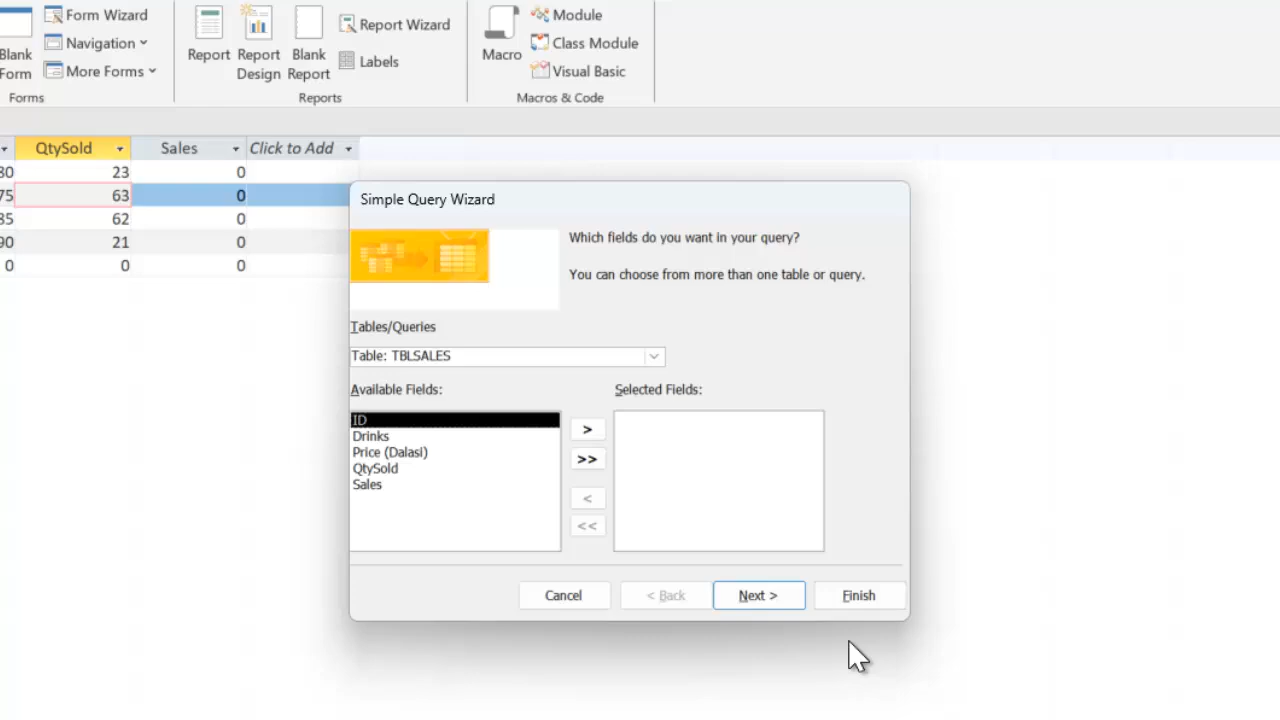 Form Wizard
Navigation
More Forms
Blank
Form
Forms
Report
Report
Design
Blank
Report
Report Wizard
Labels
Reports
Macro
Module
Class Module
Visual Basic
Macros & Code
QtySold Sales Click to Add
80 23 0
75 63 0
35 62 0
90 21 0
0 0 0
Simple Query Wizard
Which fields do you want in your query?
You can choose from more than one table or query.
Tables/Queries
Table: TBLSALES
Available Fields: Selected Fields:
ID
Drinks
Price (Dalasi)
QtySold
Sales
>
>>
<
<<
Cancel < Back Next > Finish